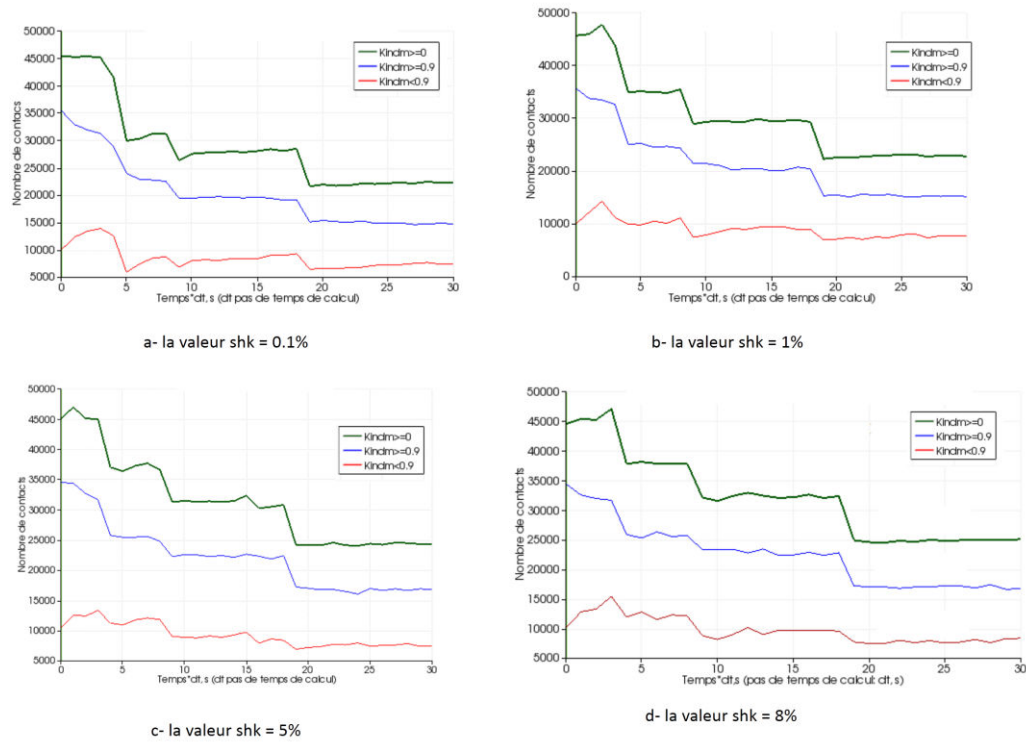 50000
45000
40000
35000
30000
25000
20000
15000
10000
5000
Nombre de contacts
Kindm>=0
Kindm>=0.9
Kindm<0.9
0 5 10 15 20 25 30
Temps*dt,s (dt pas de temps de calcul)
a- la valeur shk = 0.1%
50000
40000
30000
20000
10000
0
Nombre de contacts
Kindm>=0
Kindm>=0.9
Kindm<0.9
0 5 10 15 20 25 30
Temps*dt,s (dt pas de temps de calcul)
b- la valeur shk = 1%
50000
45000
40000
35000
30000
25000
20000
15000
10000
5000
Nombre de contacts
Kindm>=0
Kindm>=0.9
Kindm<0.9
0 5 10 15 20 25 30
Temps*dt,s (dt pas de temps de calcul)
c- la valeur shk = 5%
50000
45000
40000
35000
30000
25000
20000
15000
10000
5000
Nombre de contacts
Kindm>=0
Kindm>=0.9
Kindm<0.9
0 5 10 15 20 25 30
Temps*dt,s (pas de temps de calcul: dt, s)
d- la valeur shk = 8%